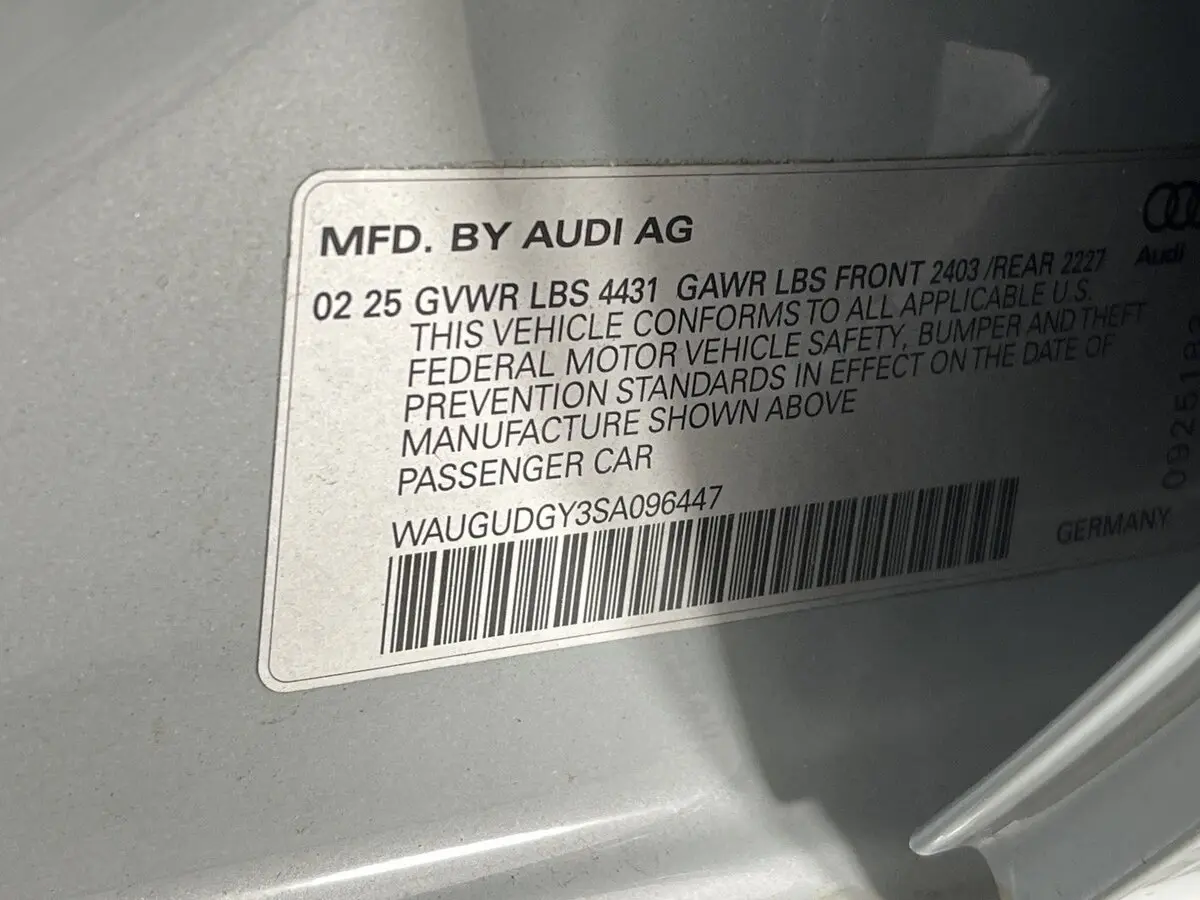 MFD. BY AUDI AG
Audi
02 25 GVWR LBS 4431 GAWR LBS FRONT 2403 /REAR 2227
THIS VEHICLE CONFORMS TO ALL APPLICABLE U.S.
FEDERAL MOTOR VEHICLE SAFETY, BUMPER AND THEFT
PREVENTION STANDARDS IN EFFECT ON THE DATE OF
MANUFACTURE SHOWN ABOVE
PASSENGER CAR
WAUGUDGY3SA096447
GERMANY